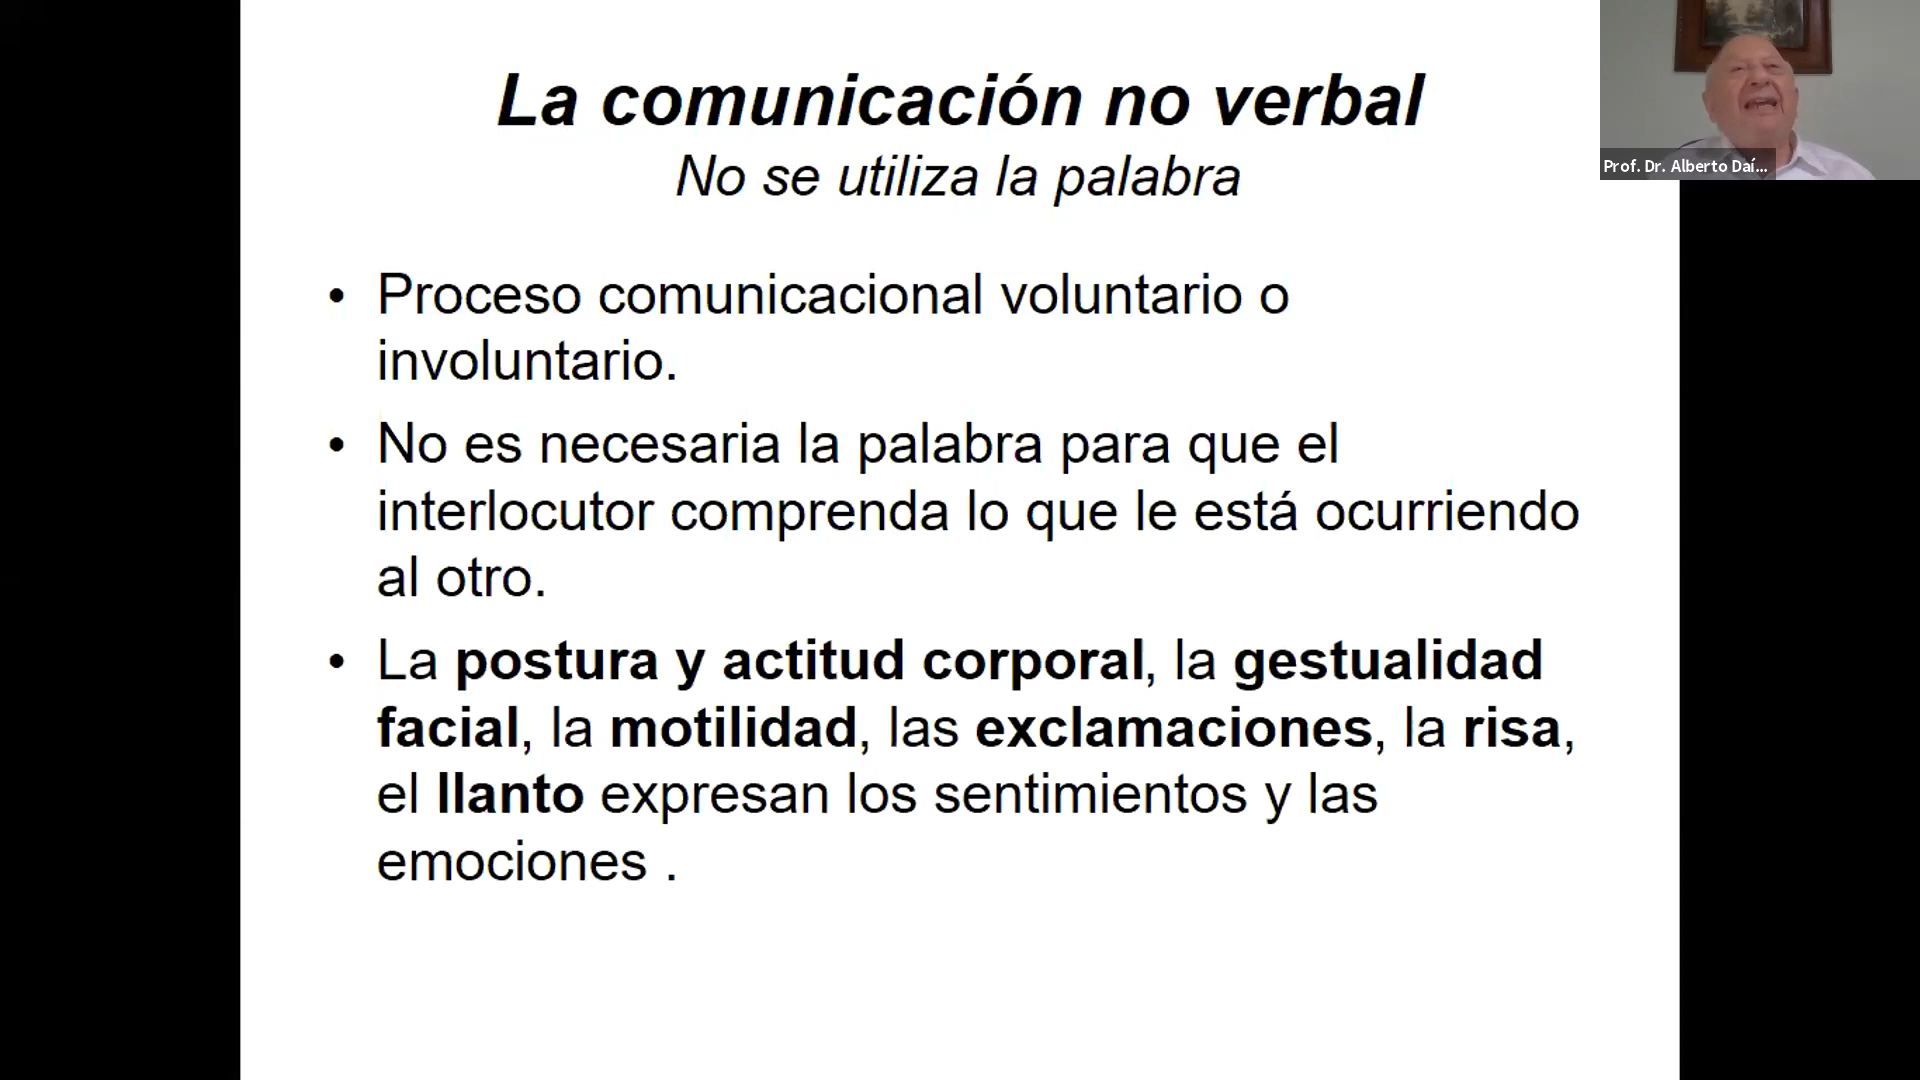 La comunicación no verbal
No se utiliza la palabra
Prof. Dr. Alberto Daí...
• Proceso comunicacional voluntario o
involuntario.
• No es necesaria la palabra para que el
interlocutor comprenda lo que le está ocurriendo
al otro.
• La postura y actitud corporal, la gestualidad
facial, la motilidad, las exclamaciones, la risa,
el llanto expresan los sentimientos y las
emociones .